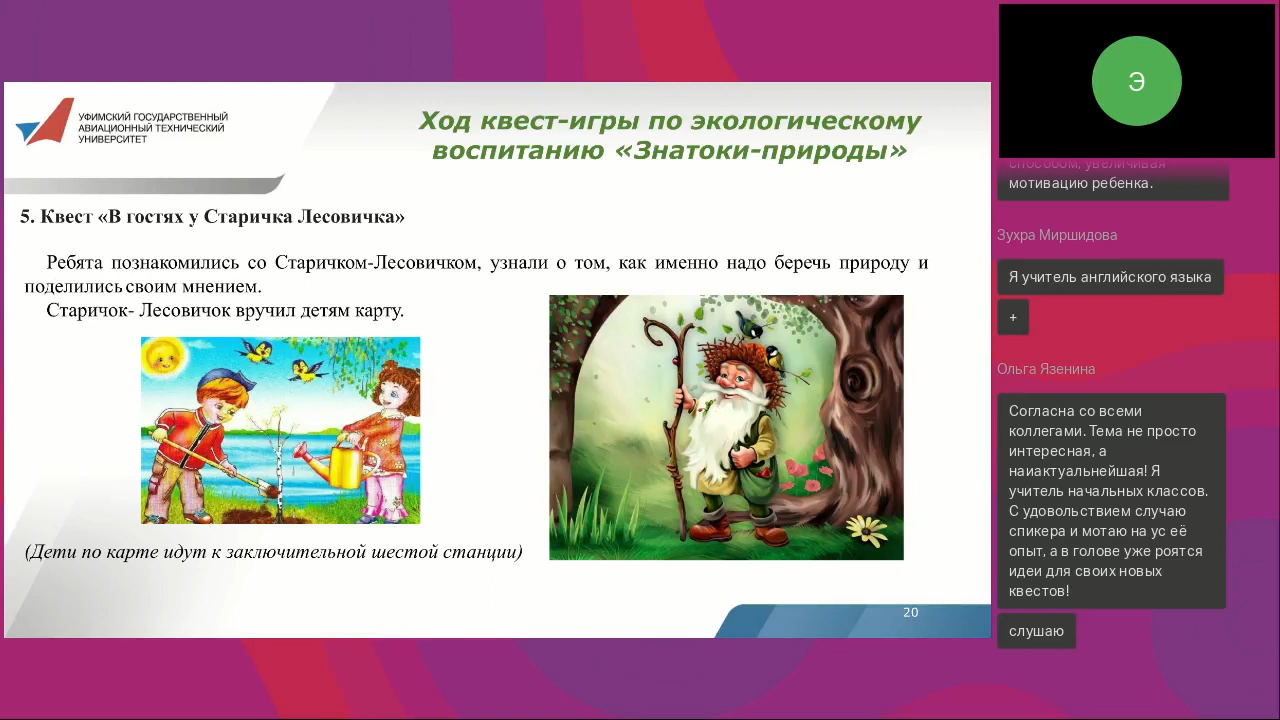 УФИМСКИЙ ГОСУДАРСТВЕННЫЙ
АВИАЦИОННЫЙ ТЕХНИЧЕСКИЙ
УНИВЕРСИТЕТ
Ход квест–игры по экологическому
воспитанию «Знатоки–природы»
5. Квест «В гостях у Старичка Лесовичка»
Ребята познакомились со Старичком-Лесовичком, узнали о том, как именно надо беречь природу и
поделились своим мнением.
Старичок- Лесовичок вручил детям карту.
(Дети по карте идут к заключительной шестой станции)
20
Э
способом, увеличивая
мотивацию ребенка.
Зухра Миршидова
Я учитель английского языка
+
Ольга Язенина
Согласна со всеми
коллегами. Тема не просто
интересная, а
наиактуальнейшая! Я
учитель начальных классов.
С удовольствием случаю
спикера и мотаю на ус её
опыт, а в голове уже роятся
идеи для своих новых
квестов!
слушаю